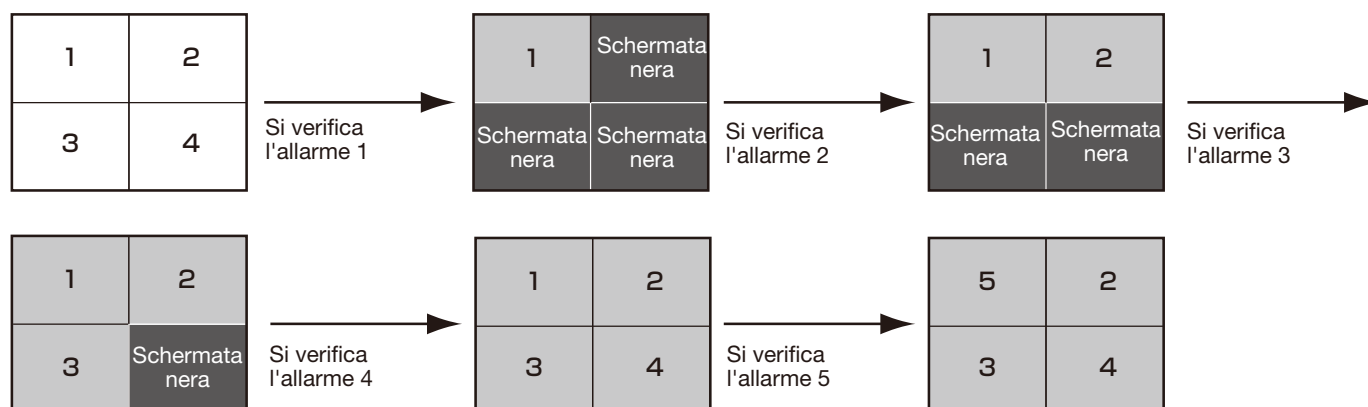 1 2
3 4
Si verifica
l'allarme 1
1 Schermata
nera
Schermata
nera
Schermata
nera
Si verifica
l'allarme 2
1 2
Schermata
nera
Schermata
nera
Si verifica
l'allarme 3
1 2
3 Schermata
nera
Si verifica
l'allarme 4
1 2
3 4
Si verifica
l'allarme 5
5 2
3 4